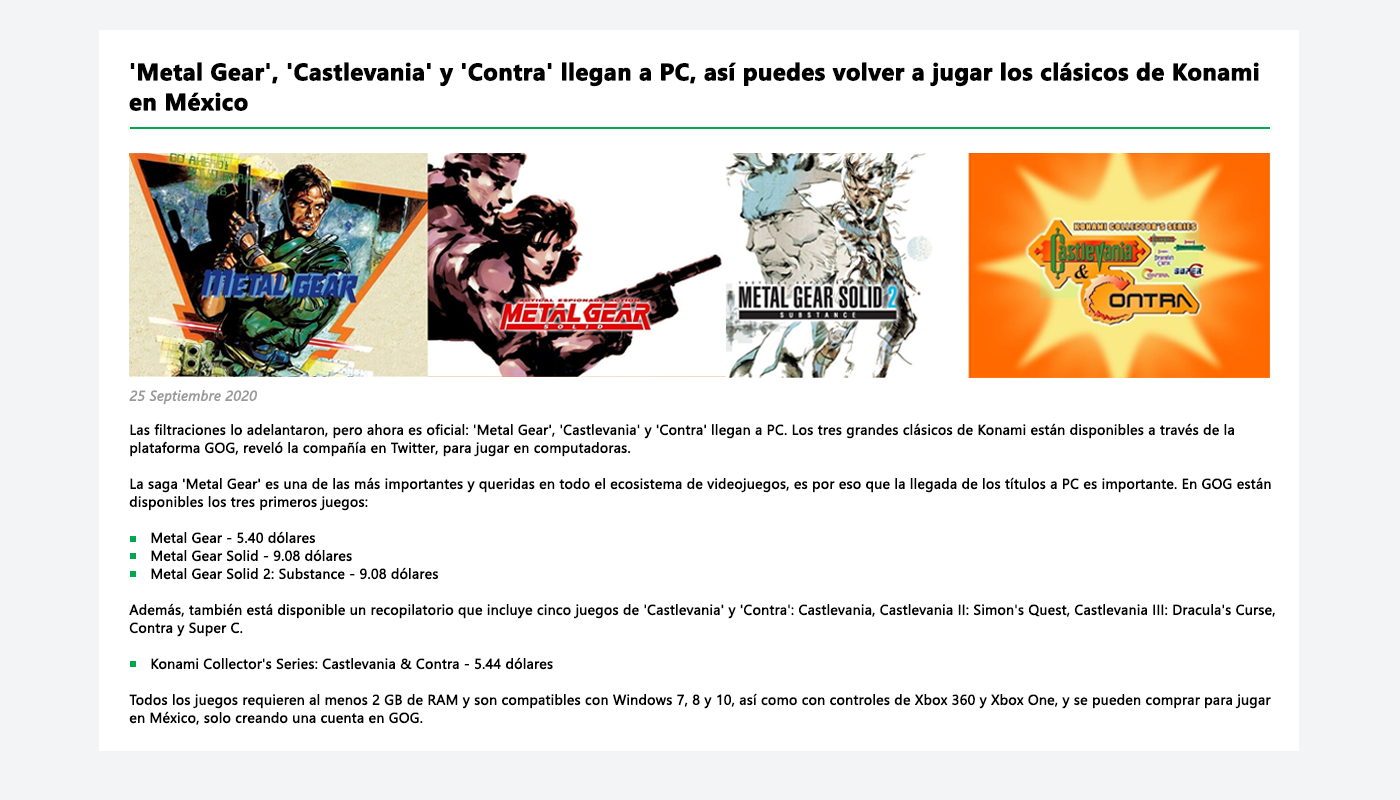 'Metal Gear', 'Castlevania' y 'Contra' llegan a PC, así puedes volver a jugar los clásicos de Konami
en México
METAL GEAR
TACTICAL ESPIONAGE ACTION
METAL GEAR
SOLID
METAL GEAR SOLID 2
SUBSTANCE
KONAMI COLLECTOR'S SERIES
Castlevania
&
CONTRA
SUPER C
25 Septiembre 2020
Las filtraciones lo adelantaron, pero ahora es oficial: 'Metal Gear', 'Castlevania' y 'Contra' llegan a PC. Los tres grandes clásicos de Konami están disponibles a través de la
plataforma GOG, reveló la compañía en Twitter, para jugar en computadoras.
La saga 'Metal Gear' es una de las más importantes y queridas en todo el ecosistema de videojuegos, es por eso que la llegada de los títulos a PC es importante. En GOG están
disponibles los tres primeros juegos:
Metal Gear - 5.40 dólares
Metal Gear Solid - 9.08 dólares
Metal Gear Solid 2: Substance - 9.08 dólares
Además, también está disponible un recopilatorio que incluye cinco juegos de 'Castlevania' y 'Contra': Castlevania, Castlevania II: Simon's Quest, Castlevania III: Dracula's Curse,
Contra y Super C.
Konami Collector's Series: Castlevania & Contra - 5.44 dólares
Todos los juegos requieren al menos 2 GB de RAM y son compatibles con Windows 7, 8 y 10, así como con controles de Xbox 360 y Xbox One, y se pueden comprar para jugar
en México, solo creando una cuenta en GOG.